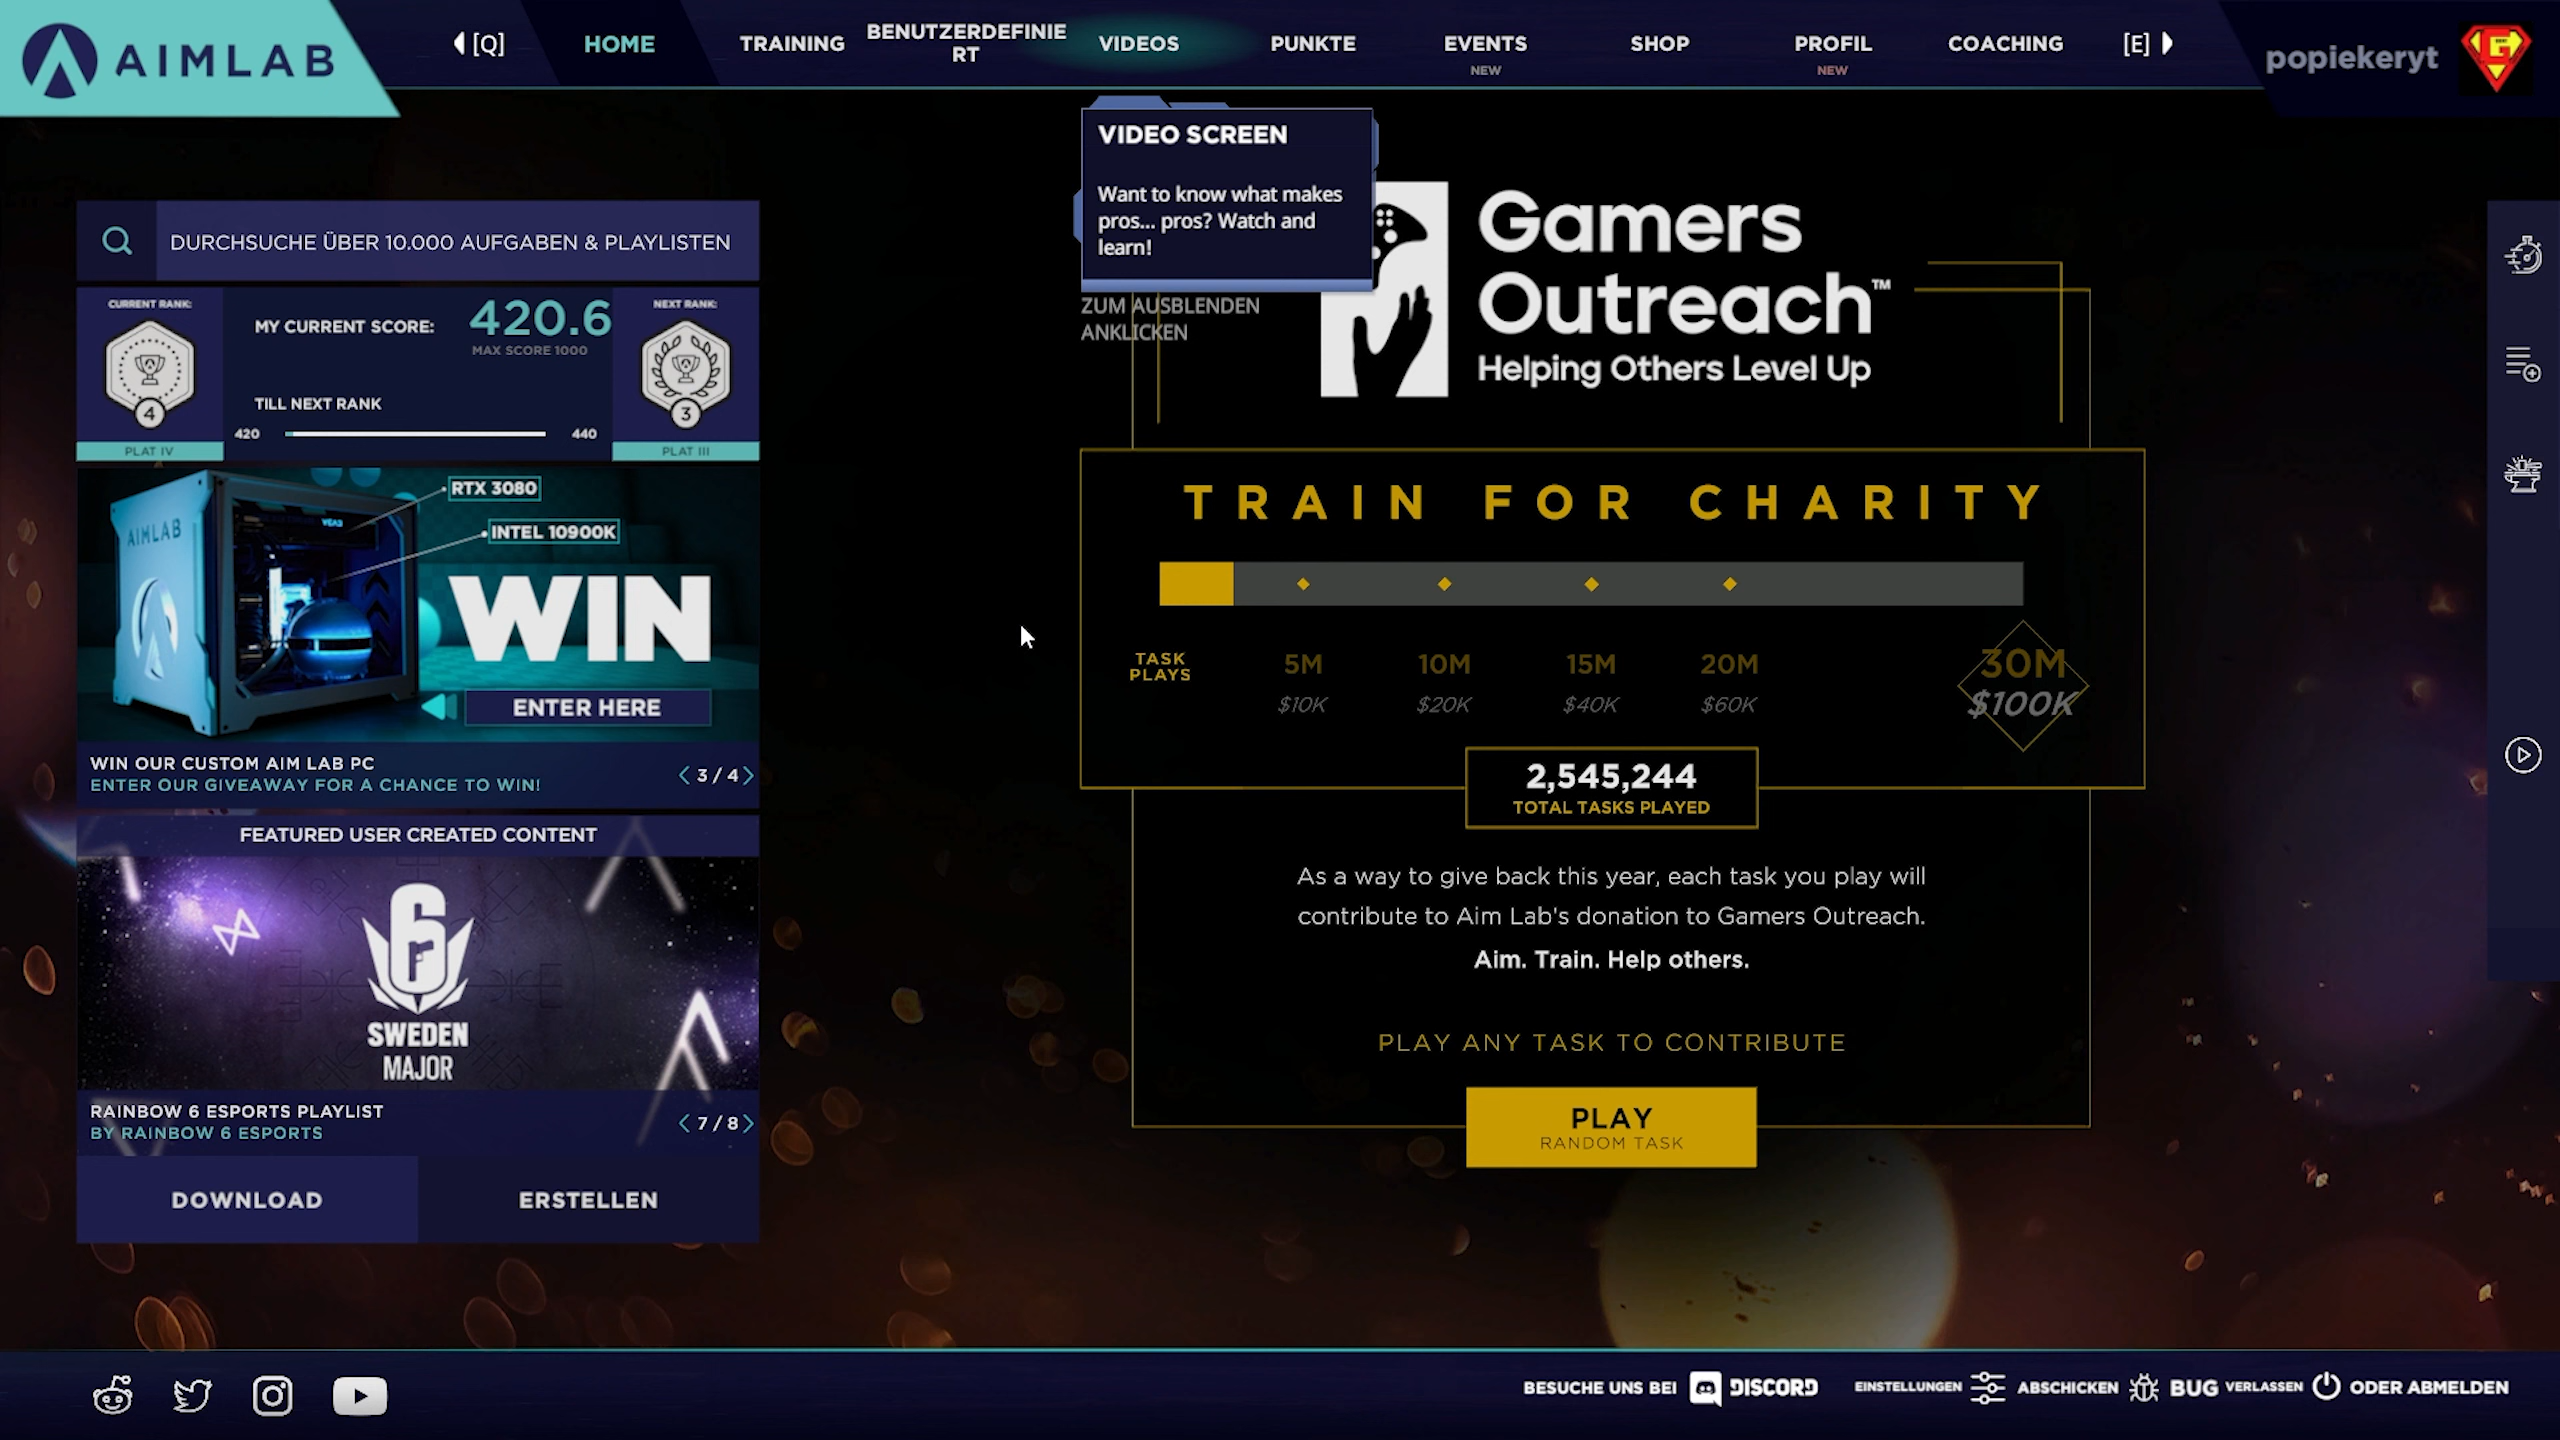 AIMLAB
[Q]
HOME
TRAINING
BENUTZERDEFINIE
RT
VIDEOS
PUNKTE
EVENTS
NEW
SHOP
PROFIL
NEW
COACHING
[E]
popiekeryt
VIDEO SCREEN
Want to know what makes
pros... pros? Watch and
learn!
ZUM AUSBLENDEN
ANKLICKEN
DURCHSUCHE ÜBER 10.000 AUFGABEN & PLAYLISTEN
CURRENT RANK:
4
PLAT IV
MY CURRENT SCORE: 420.6
MAX SCORE 1000
TILL NEXT RANK
420 440
NEXT RANK:
3
PLAT III
RTX 3080
INTEL 10900K
AIMLAB
WIN
ENTER HERE
WIN OUR CUSTOM AIM LAB PC
ENTER OUR GIVEAWAY FOR A CHANCE TO WIN!
3 / 4
FEATURED USER CREATED CONTENT
6
SWEDEN
MAJOR
RAINBOW 6 ESPORTS PLAYLIST
BY RAINBOW 6 ESPORTS
7 / 8
DOWNLOAD
ERSTELLEN
Gamers
Outreach™
Helping Others Level Up
TRAIN FOR CHARITY
TASK
PLAYS
5M
$10K
10M
$20K
15M
$40K
20M
$60K
30M
$100K
2,545,244
TOTAL TASKS PLAYED
As a way to give back this year, each task you play will
contribute to Aim Lab's donation to Gamers Outreach.
Aim. Train. Help others.
PLAY ANY TASK TO CONTRIBUTE
PLAY
RANDOM TASK
BESUCHE UNS BEI DISCORD
EINSTELLUNGEN
ABSCHICKEN BUG
VERLASSEN ODER ABMELDEN